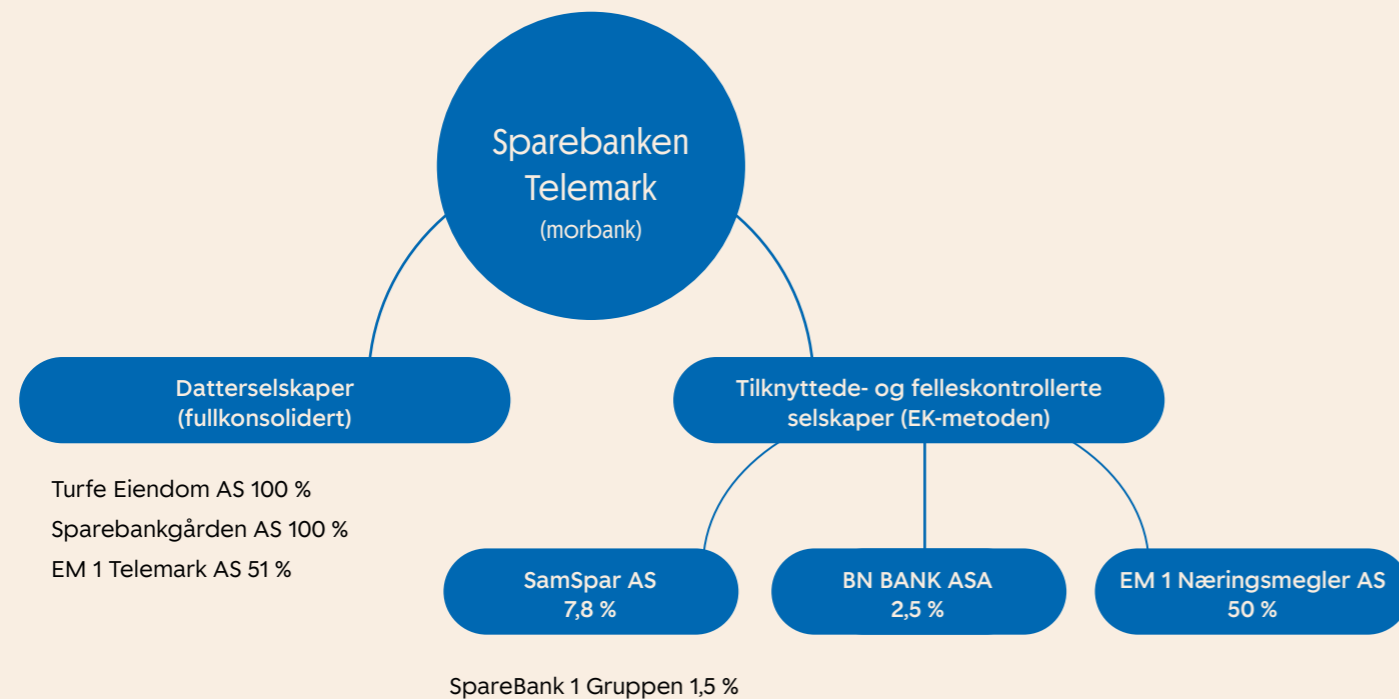 Sparebanken
Telemark
(morbank)
Datterselskaper
(fullkonsolidert)
Tilknyttede- og felleskontrollerte
selskaper (EK-metoden)
Turfe Eiendom AS 100 %
Sparebankgården AS 100 %
EM 1 Telemark AS 51 %
SamSpar AS
7,8 %
BN BANK ASA
2,5 %
EM 1 Næringsmegler AS
50 %
SpareBank 1 Gruppen 1,5 %